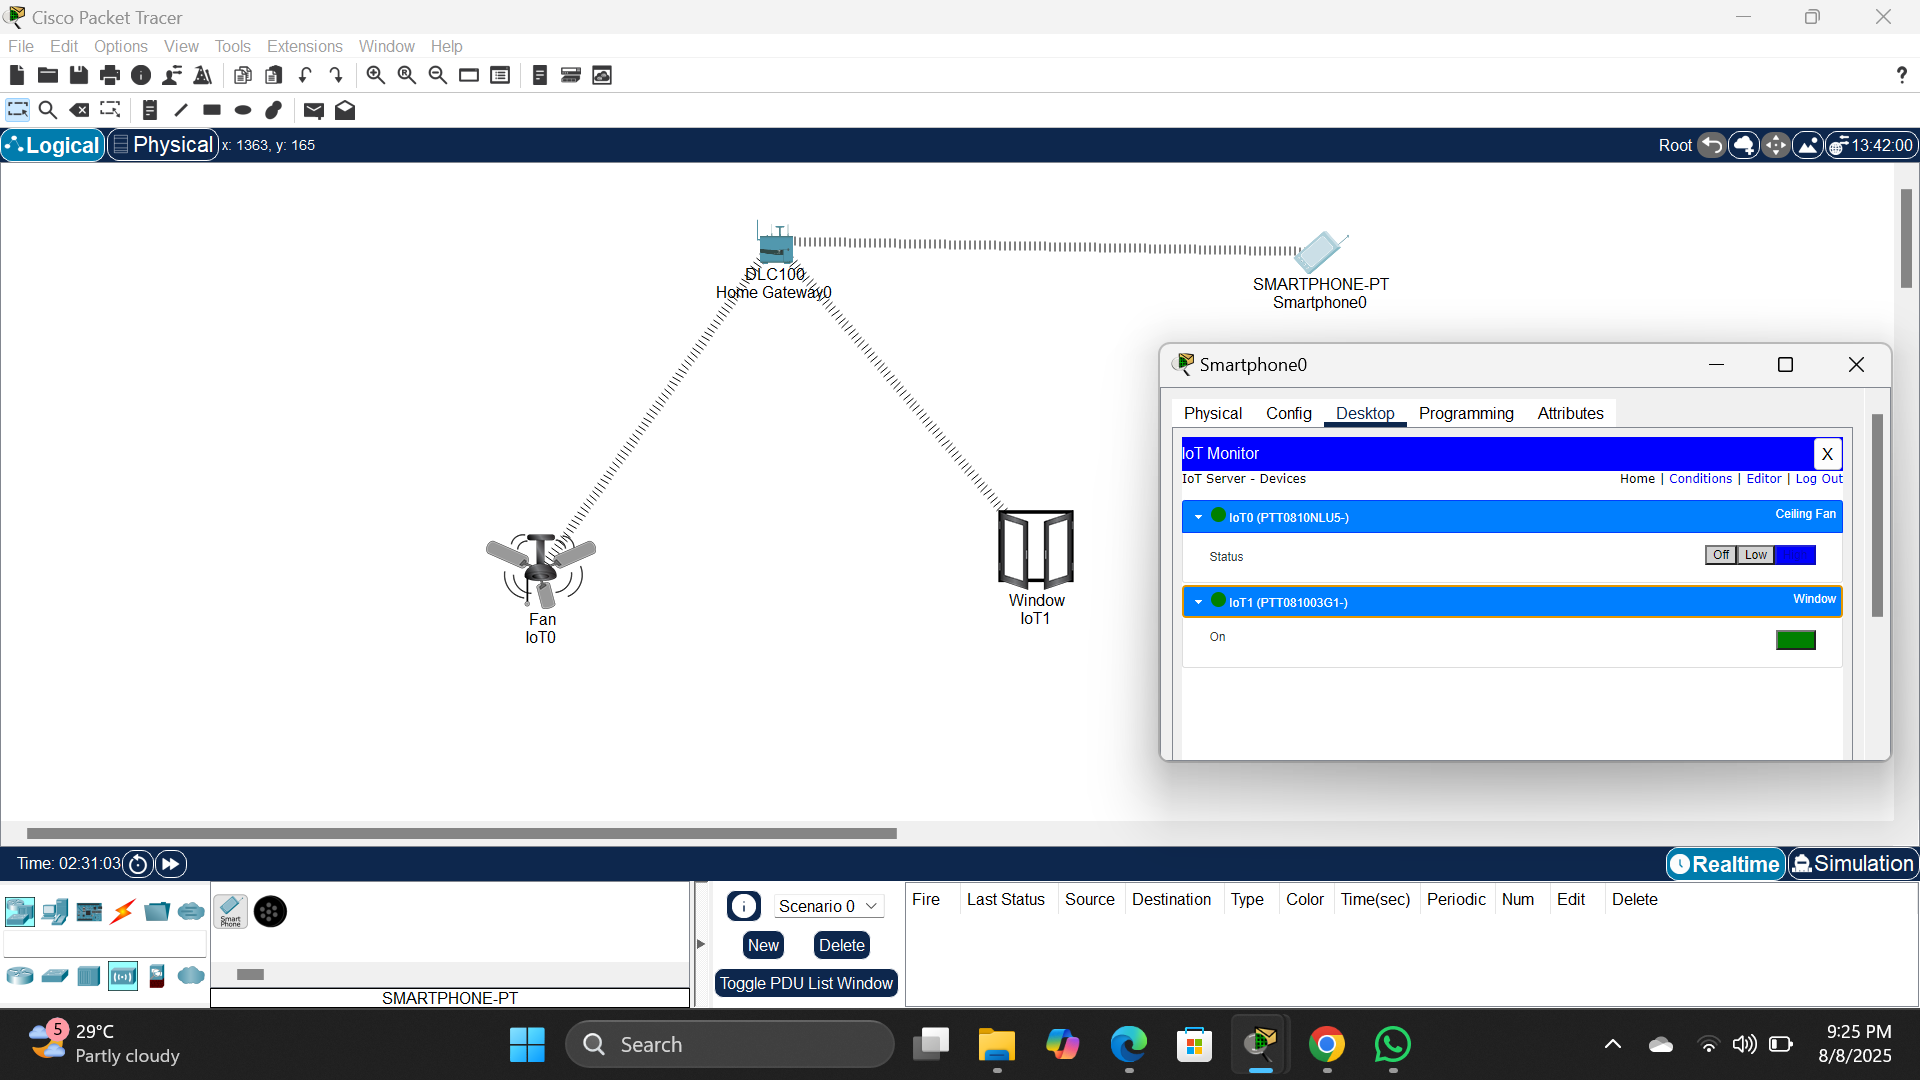 Cisco Packet Tracer
File Edit Options View Tools Extensions Window Help
?
Logical Physical x: 1363, y: 165 Root 13:42:00
DLC100
Home Gateway0
SMARTPHONE-PT
Smartphone0
Smartphone0
Physical Config Desktop Programming Attributes
IoT Monitor X
IoT Server - Devices Home | Conditions | Editor | Log Out
IoT0 (PTT0810NLU5-) Ceiling Fan
Status Off Low
IoT1 (PTT081003G1-) Window
On
Fan
IoT0
Window
IoT1
Time: 02:31:03 Realtime Simulation
Smart
Phone
SMARTPHONE-PT
Scenario 0
New Delete
Toggle PDU List Window
Fire Last Status Source Destination Type Color Time(sec) Periodic Num Edit Delete
5 29°C
Partly cloudy
Search
9:25 PM
8/8/2025